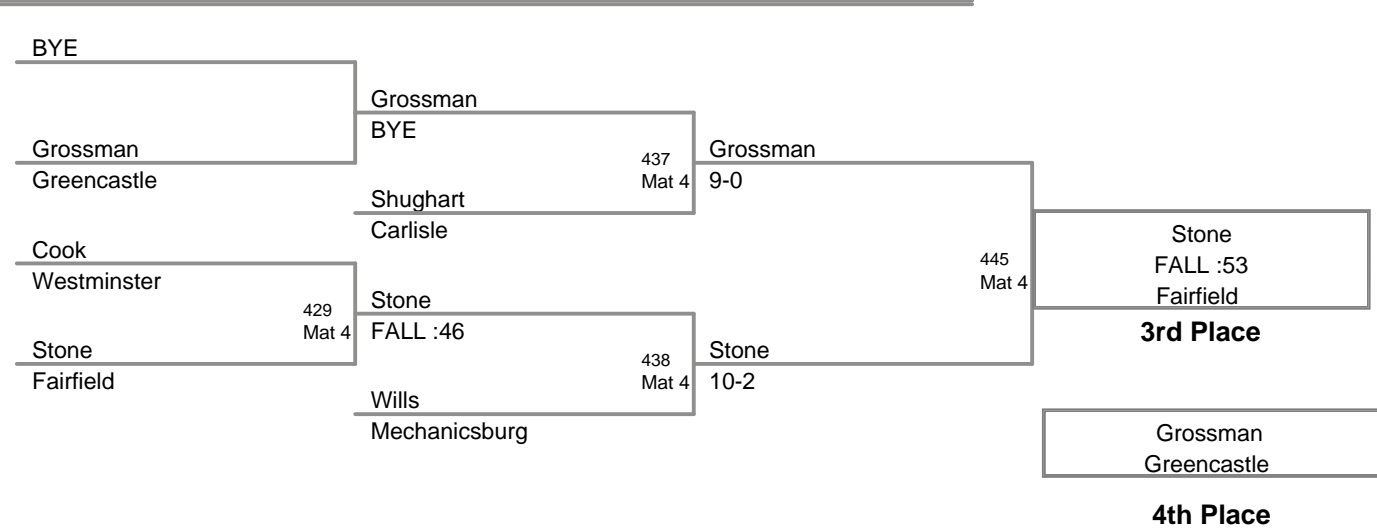 BYE
Grossman
BYE
Grossman
Greencastle
437
Mat 4
Grossman
9-0
Shughart
Carlisle
Cook
Westminster
429
Mat 4
Stone
FALL :46
Stone
Fairfield
438
Mat 4
Stone
10-2
Wills
Mechanicsburg
445
Mat 4
Stone
FALL :53
Fairfield
3rd Place
Grossman
Greencastle
4th Place